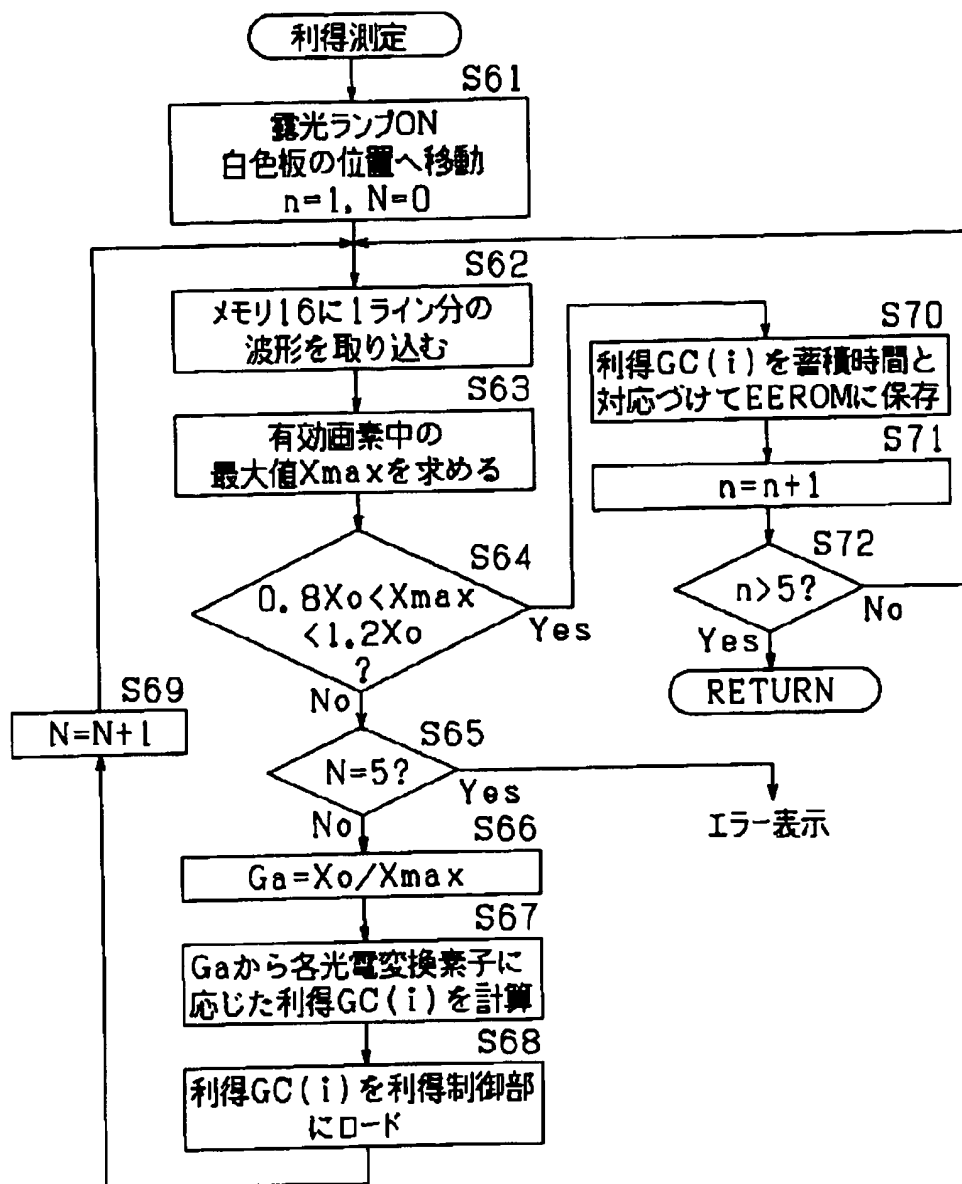 利得測定
S61
露光ランプON
白色板の位置へ移動
n=1, N=0
S62
メモリ16に1ライン分の
波形を取り込む
S63
有効画素中の
最大値Xmaxを求める
S64
0.8Xo<Xmax
<1.2Xo
?
Yes
No
S65
N=5?
Yes
No
エラー表示
S66
Ga=Xo/Xmax
S67
Gaから各光電変換素子に
応じた利得GC(i)を計算
S68
利得GC(i)を利得制御部
にロード
S69
N=N+1
S70
利得GC(i)を蓄積時間と
対応づけてEEROMに保存
S71
n=n+1
S72
n>5?
No
Yes
RETURN